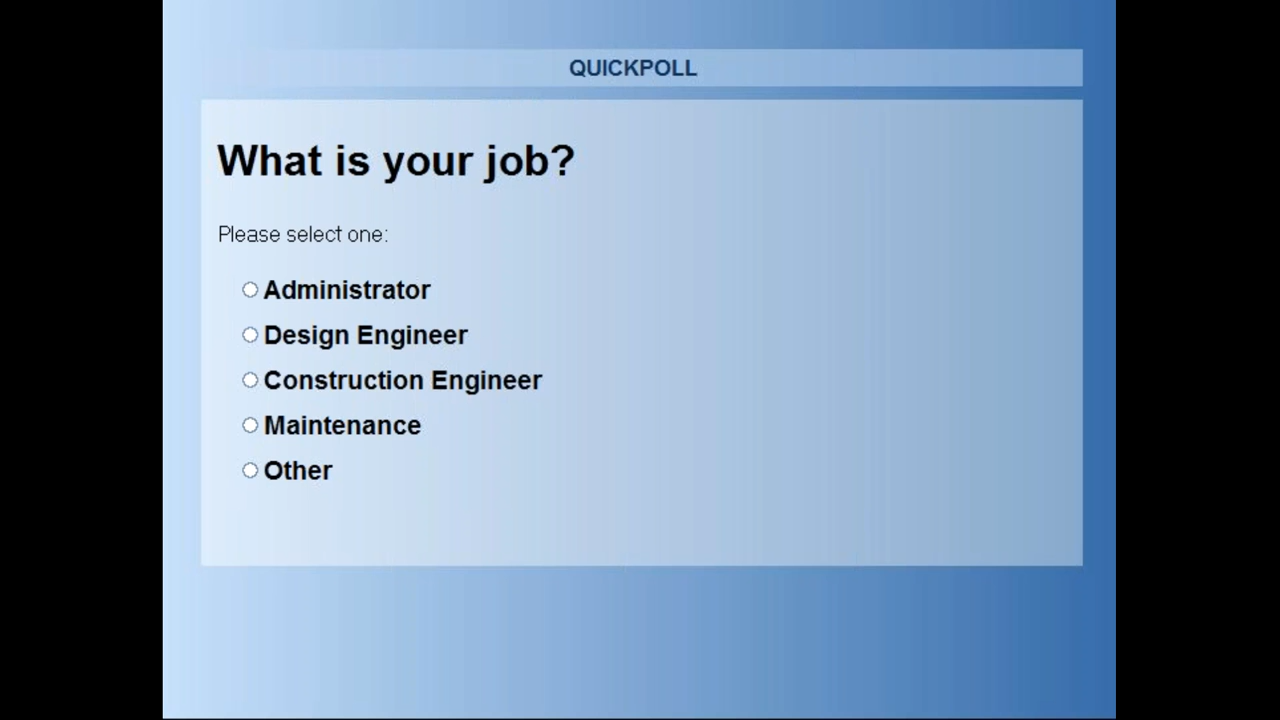 QUICKPOLL
What is your job?
Please select one:
Administrator
Design Engineer
Construction Engineer
Maintenance
Other